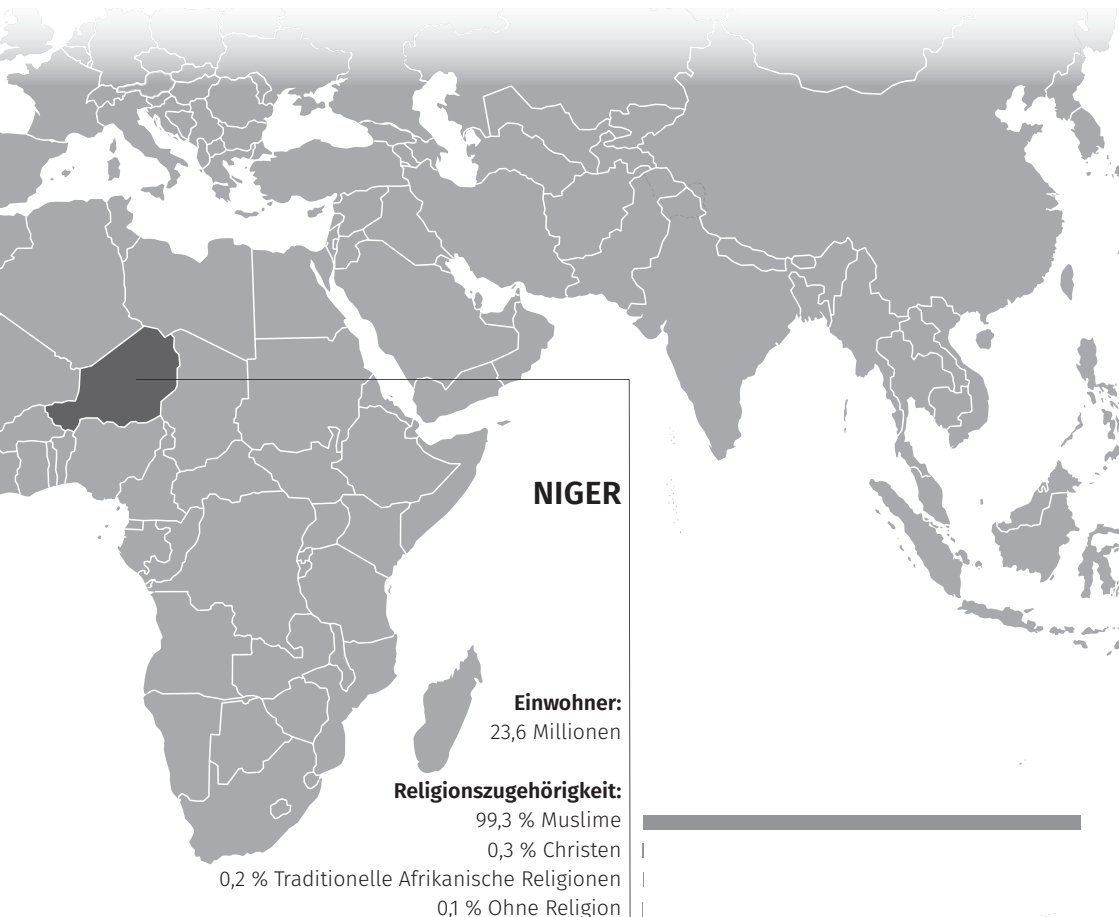 NIGER
Einwohner:
23,6 Millionen
Religionszugehörigkeit:
99,3 % Muslime
0,3 % Christen
0,2 % Traditionelle Afrikanische Religionen
0,1 % Ohne Religion